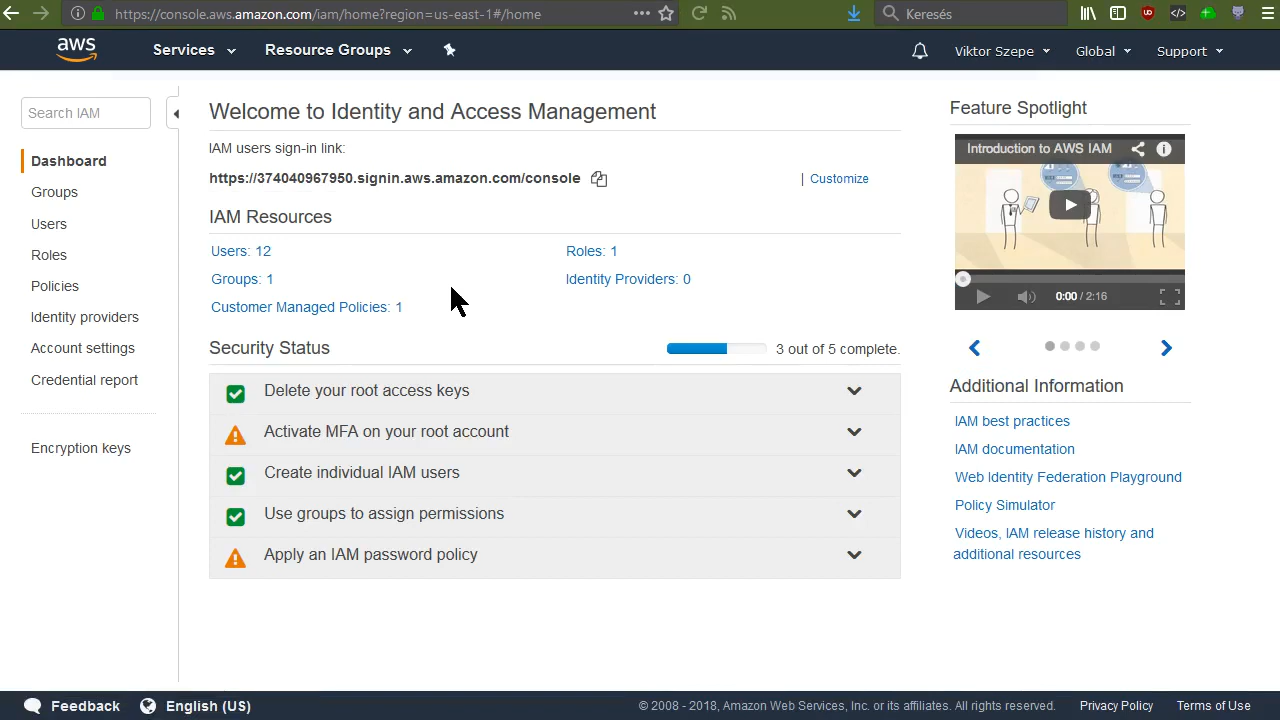 https://console.aws.amazon.com/iam/home?region=us-east-1#/home
Keresés
aws
Services
Resource Groups
Viktor Szepe
Global
Support
Search IAM
Dashboard
Groups
Users
Roles
Policies
Identity providers
Account settings
Credential report
Encryption keys
Welcome to Identity and Access Management
IAM users sign-in link:
https://374040967950.signin.aws.amazon.com/console
| Customize
IAM Resources
Users: 12
Roles: 1
Groups: 1
Identity Providers: 0
Customer Managed Policies: 1
Security Status
3 out of 5 complete.
Delete your root access keys
Activate MFA on your root account
Create individual IAM users
Use groups to assign permissions
Apply an IAM password policy
Feature Spotlight
Introduction to AWS IAM
0:00 / 2:16
Additional Information
IAM best practices
IAM documentation
Web Identity Federation Playground
Policy Simulator
Videos, IAM release history and
additional resources
Feedback
English (US)
© 2008 - 2018, Amazon Web Services, Inc. or its affiliates. All rights reserved.
Privacy Policy
Terms of Use